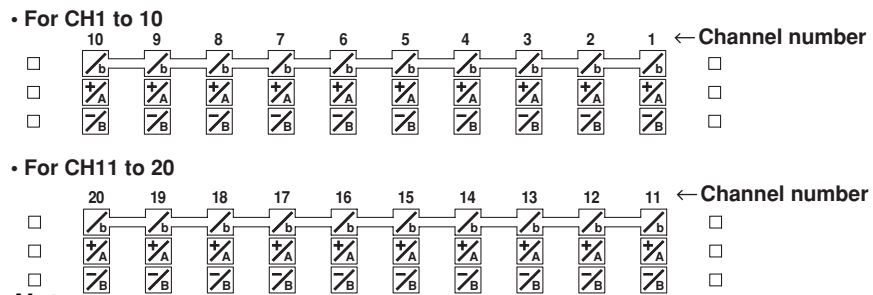 • For CH1 to 10
10 9 8 7 6 5 4 3 2 1 ←Channel number
/b /b /b /b /b /b /b /b /b /b
+/A +/A +/A +/A +/A +/A +/A +/A +/A +/A
−/B −/B −/B −/B −/B −/B −/B −/B −/B −/B
• For CH11 to 20
20 19 18 17 16 15 14 13 12 11 ←Channel number
/b /b /b /b /b /b /b /b /b /b
+/A +/A +/A +/A +/A +/A +/A +/A +/A +/A
−/B −/B −/B −/B −/B −/B −/B −/B −/B −/B